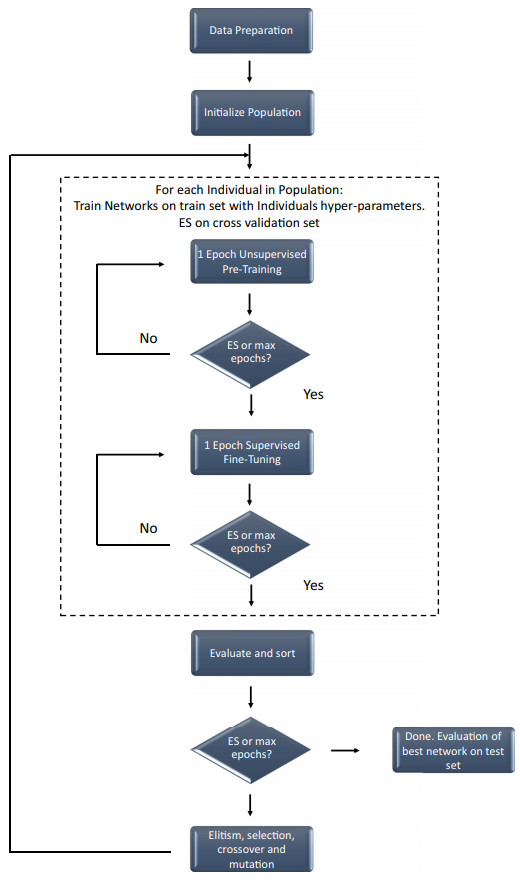 Data Preparation
Initialize Population
For each Individual in Population:
Train Networks on train set with Individuals hyper-parameters.
ES on cross validation set
1 Epoch Unsupervised
Pre-Training
No
ES or max
epochs?
Yes
1 Epoch Supervised
Fine-Tuning
No
ES or max
epochs?
Yes
Evaluate and sort
ES or max
epochs?
Done. Evaluation of
best network on test
set
Elitism, selection,
crossover and
mutation